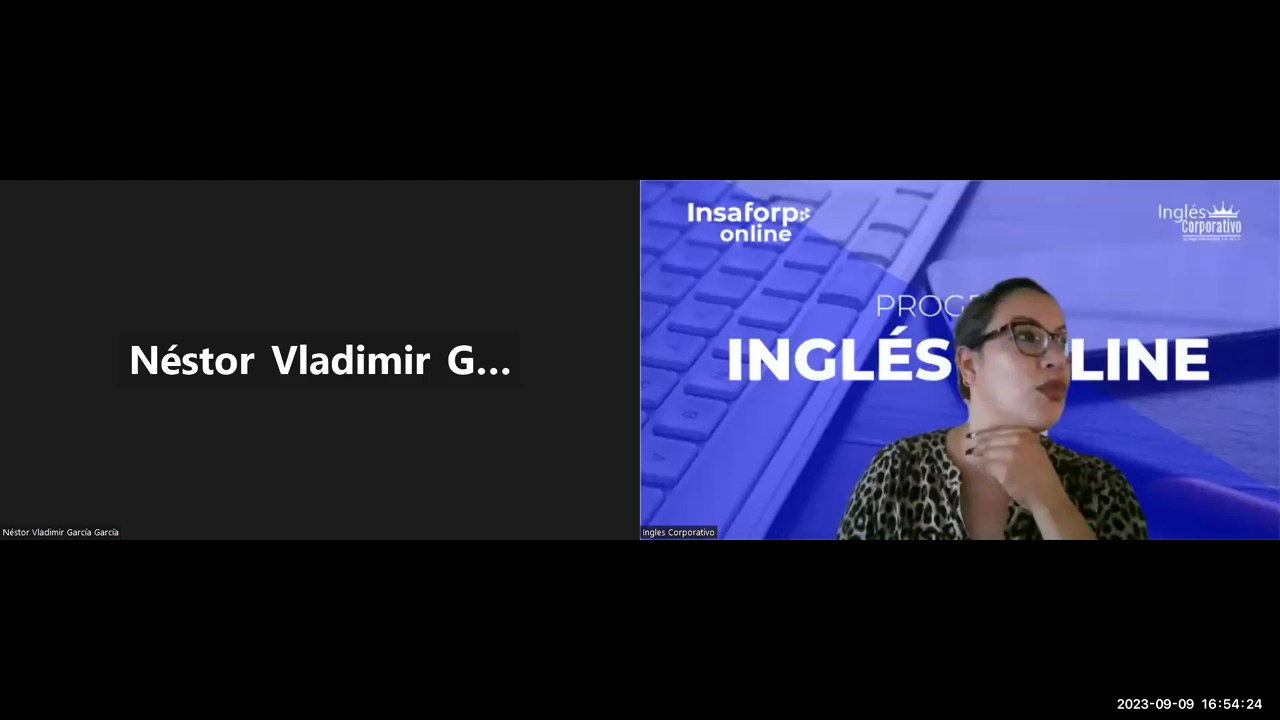 Néstor Vladimir G...
Néstor Vladimir García García
Insaforp
online
Inglés
Corporativo
PROG
INGLÉS LINE
Ingles Corporativo
2023-09-09 16:54:24